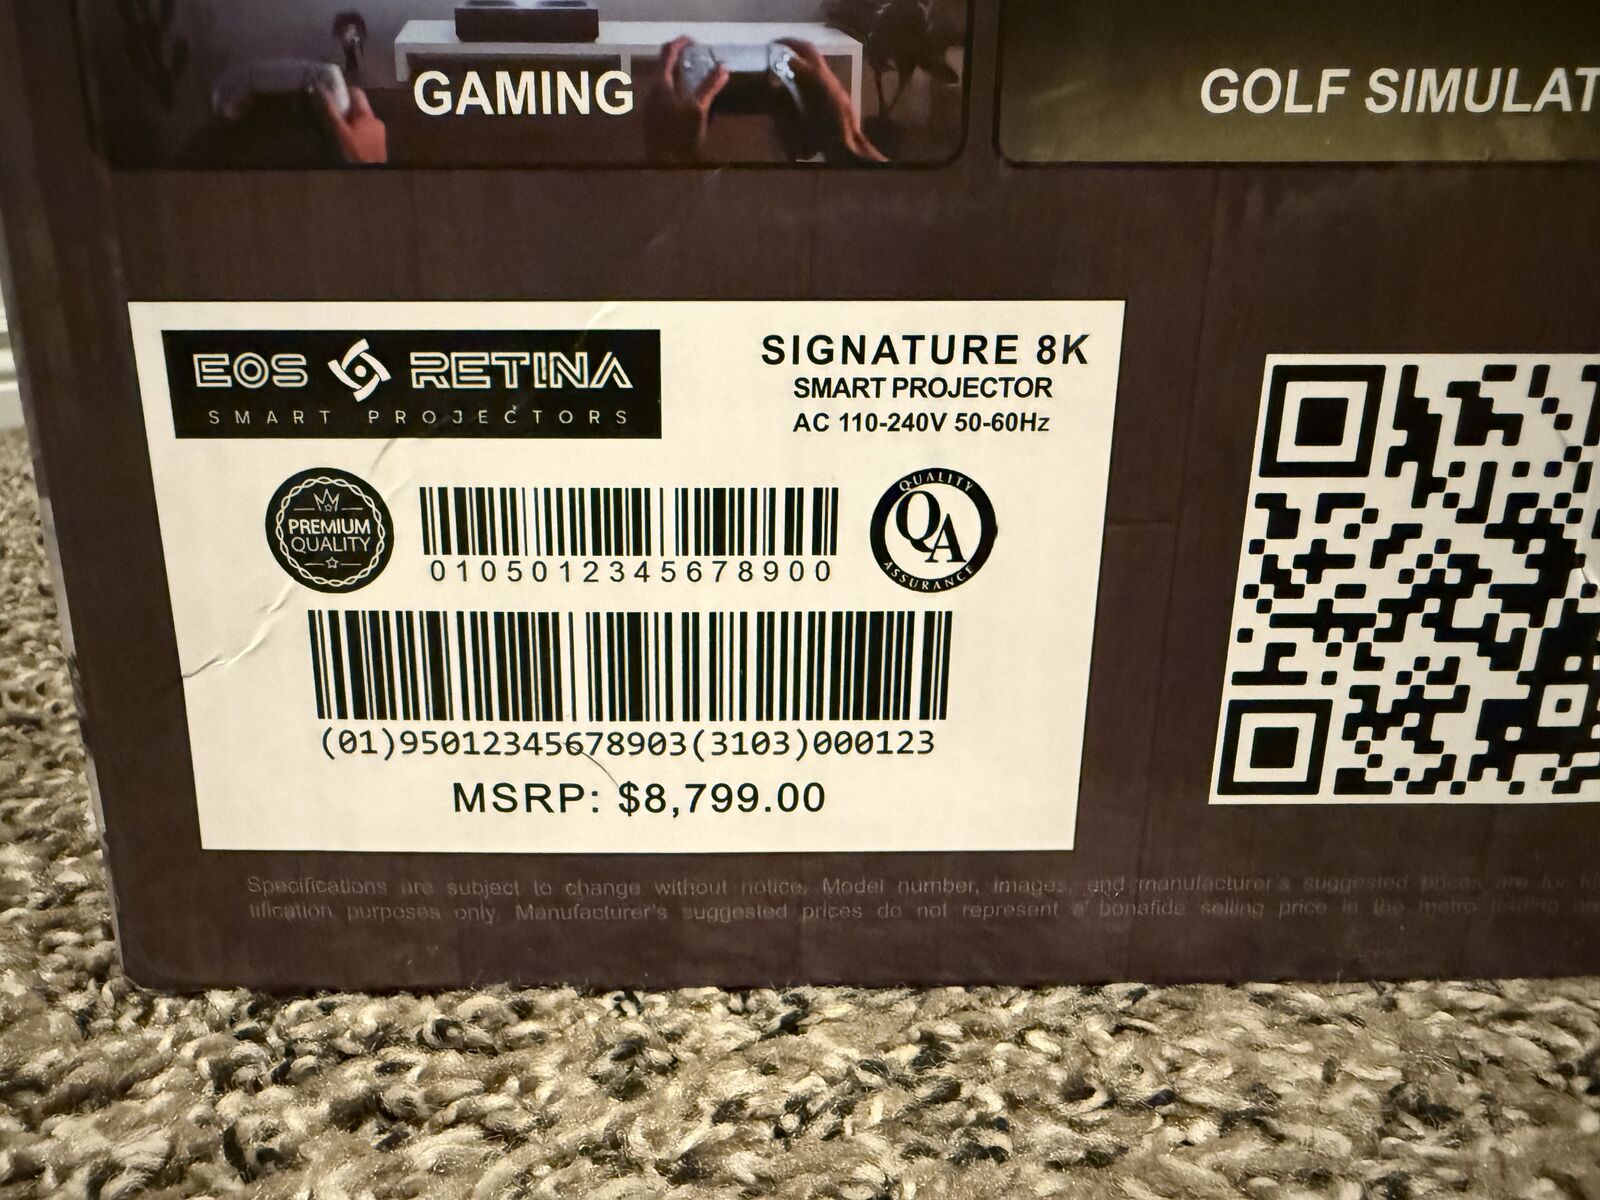 GAMING
GOLF SIMULAT
EOS RETINA
SMART PROJECTORS
SIGNATURE 8K
SMART PROJECTOR
AC 110-240V 50-60Hz
PREMIUM
QUALITY
0105012345678900
QUALITY
QA
ASSURANCE
(01)95012345678903(3103)000123
MSRP: $8,799.00
Specifications are subject to change without notice. Model number, images, and manufacturer's suggested prices are for
tification purposes only. Manufacturer's suggested prices do not represent a bonafide selling price in the metro trading